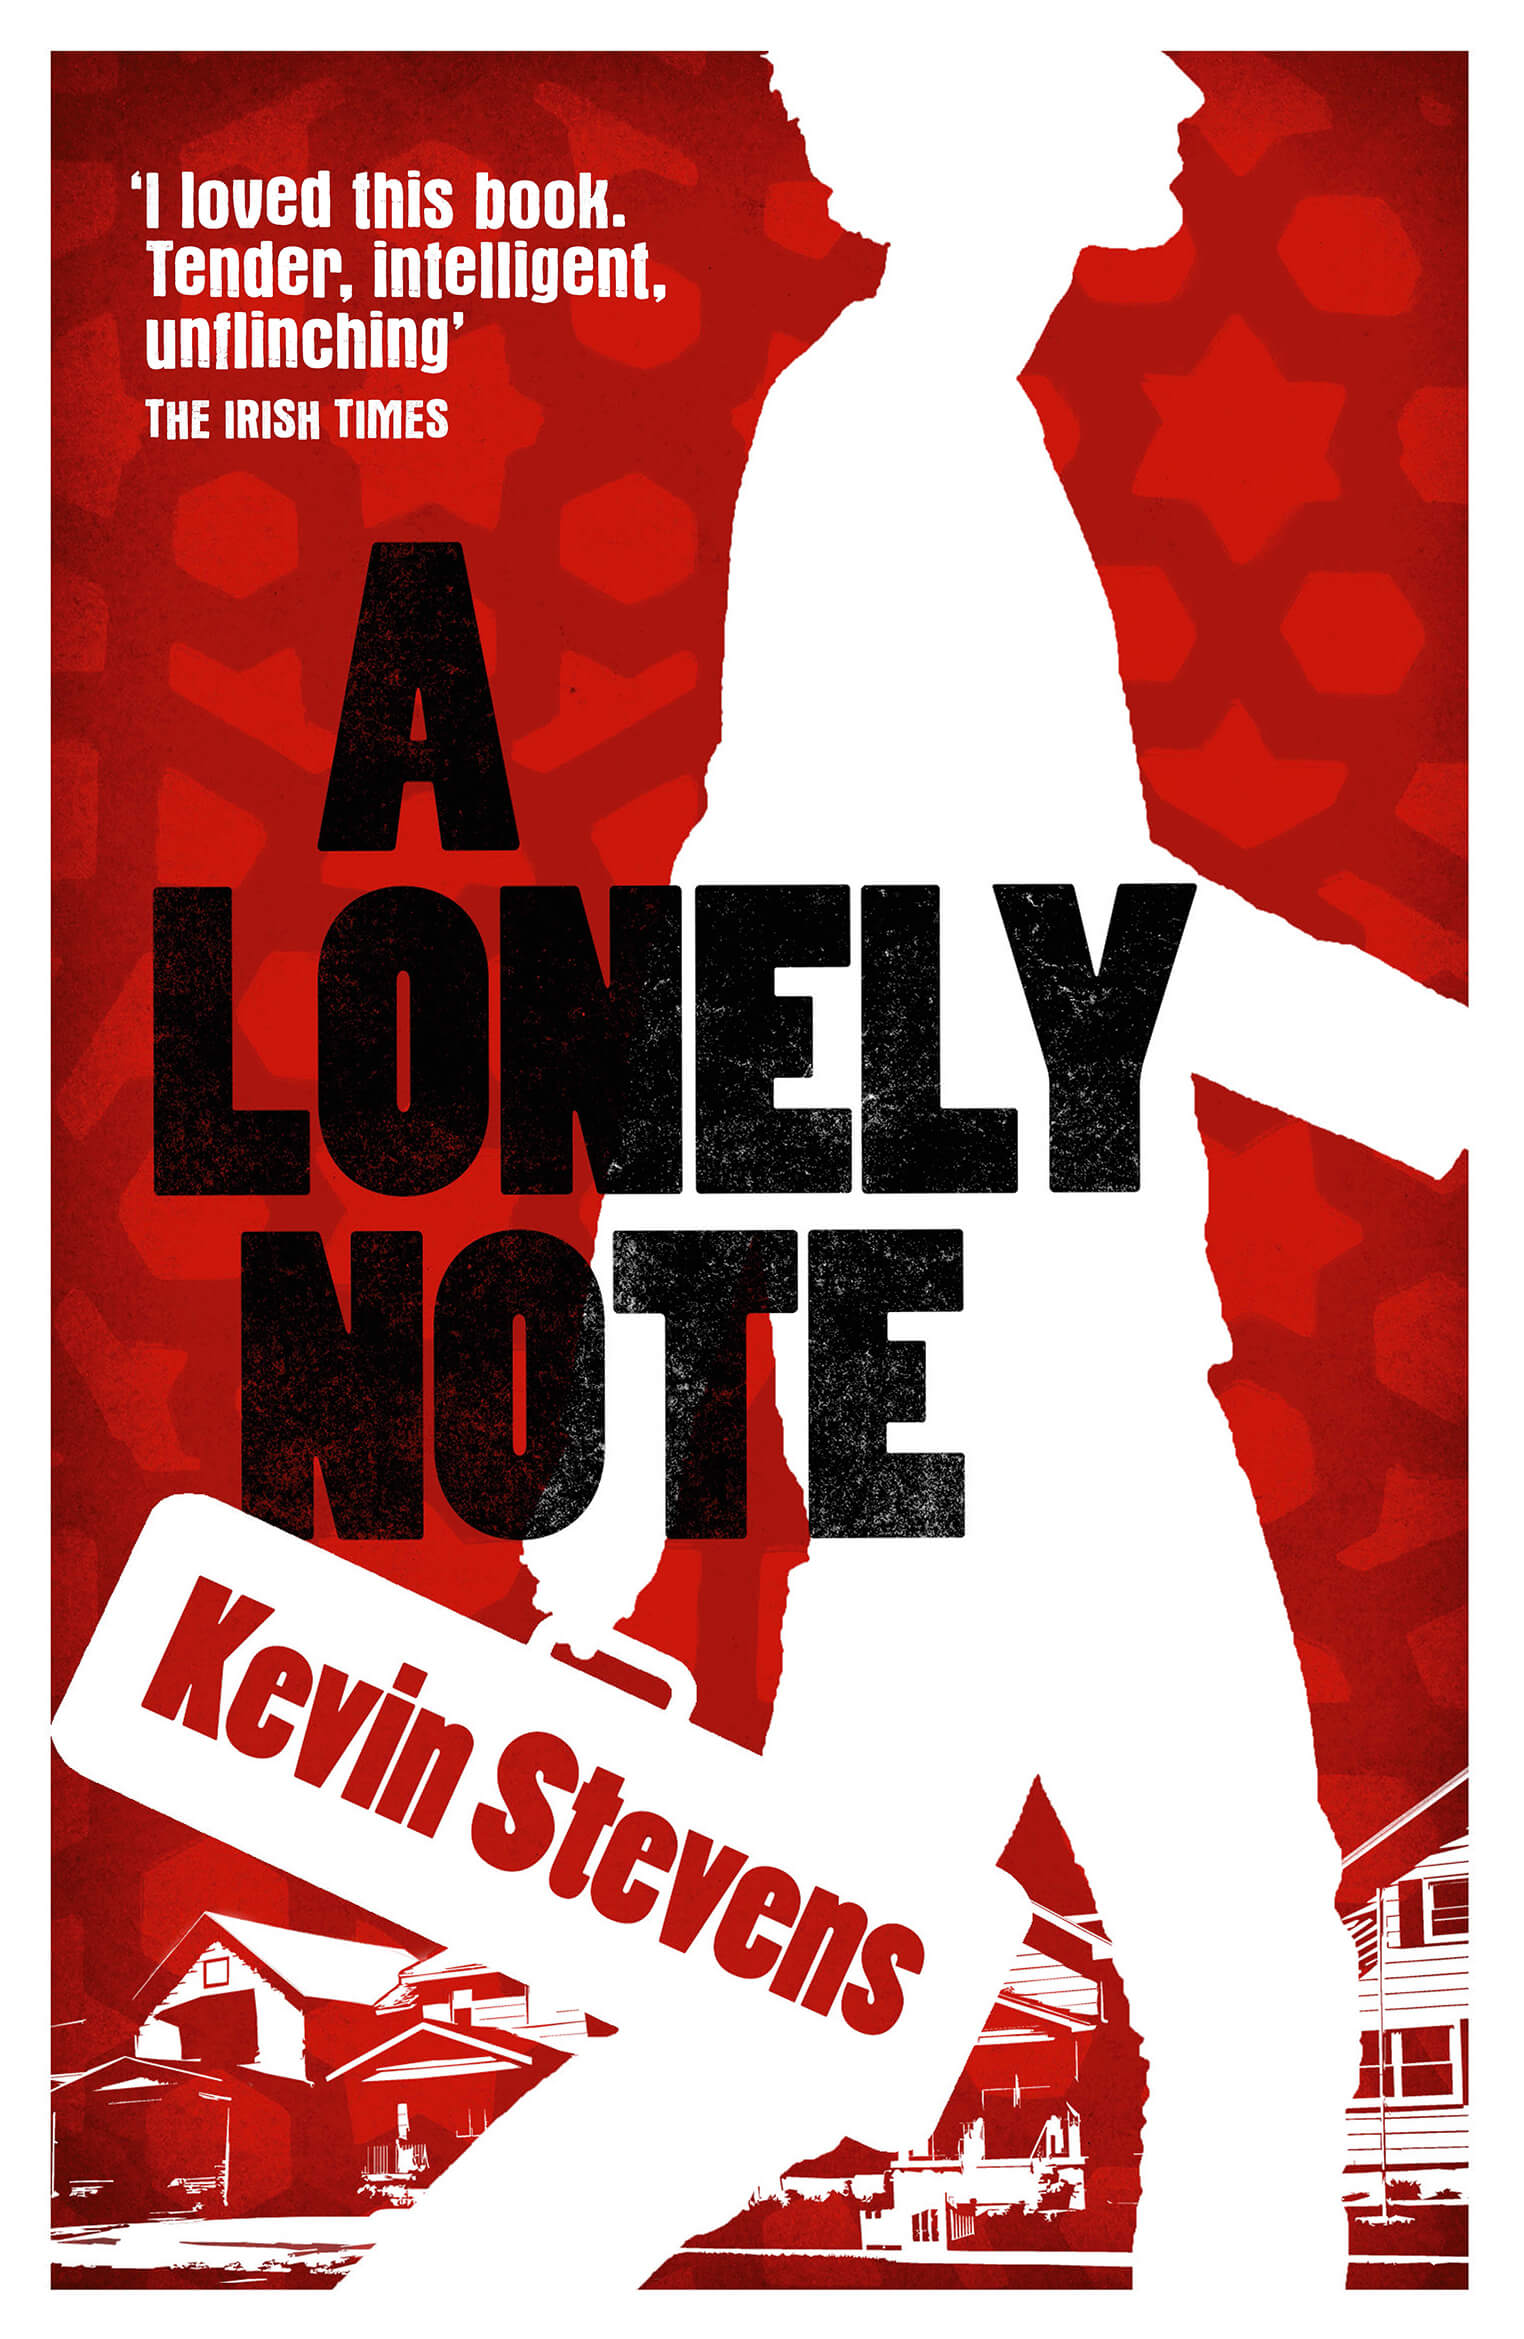 ‘I loved this book.
Tender, intelligent,
unflinching’
THE IRISH TIMES
A
LONELY
NOTE
Kevin Stevens